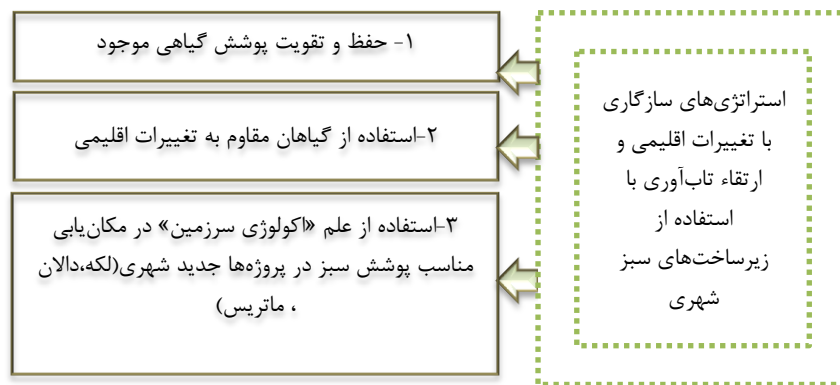 استراتژی‌های سازگاری
با تغییرات اقلیمی و
ارتقاء تاب‌آوری با
استفاده از
زیرساخت‌های سبز
شهری
۱- حفظ و تقویت پوشش گیاهی موجود
۲-استفاده از گیاهان مقاوم به تغییرات اقلیمی
۳-استفاده از علم «اکولوژی سرزمین» در مکان‌یابی
مناسب پوشش سبز در پروژه‌ها جدید شهری(لکه،دالان
، ماتریس)